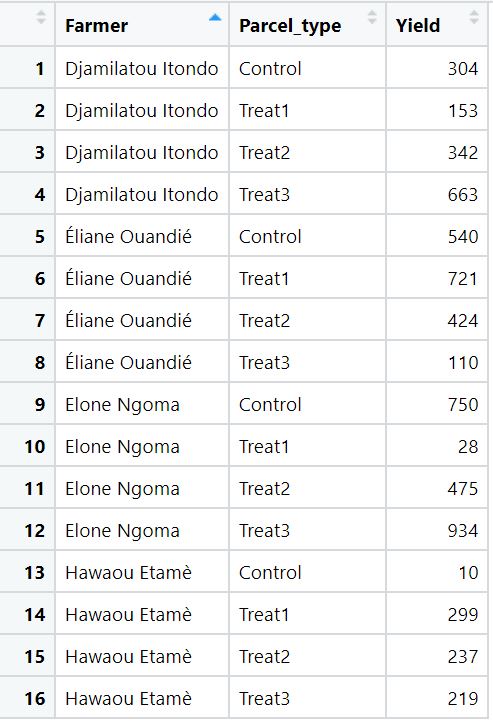 Farmer Parcel_type Yield
1 Djamilatou Itondo Control 304
2 Djamilatou Itondo Treat1 153
3 Djamilatou Itondo Treat2 342
4 Djamilatou Itondo Treat3 663
5 Éliane Ouandié Control 540
6 Éliane Ouandié Treat1 721
7 Éliane Ouandié Treat2 424
8 Éliane Ouandié Treat3 110
9 Elone Ngoma Control 750
10 Elone Ngoma Treat1 28
11 Elone Ngoma Treat2 475
12 Elone Ngoma Treat3 934
13 Hawaou Etamè Control 10
14 Hawaou Etamè Treat1 299
15 Hawaou Etamè Treat2 237
16 Hawaou Etamè Treat3 219